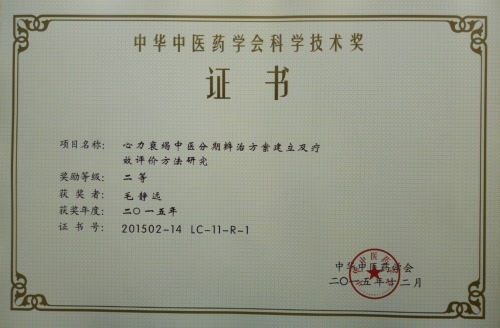 中华中医药学会科学技术奖
证书
项目名称: 心力衰竭中医分期辨治方案建立及疗
效评价方法研究
奖励等级: 二等
获奖者: 毛静远
获奖年度: 二〇一五年
证书号: 201502-14 LC-11-R-1
中华中医药学会
二〇一五年十二月